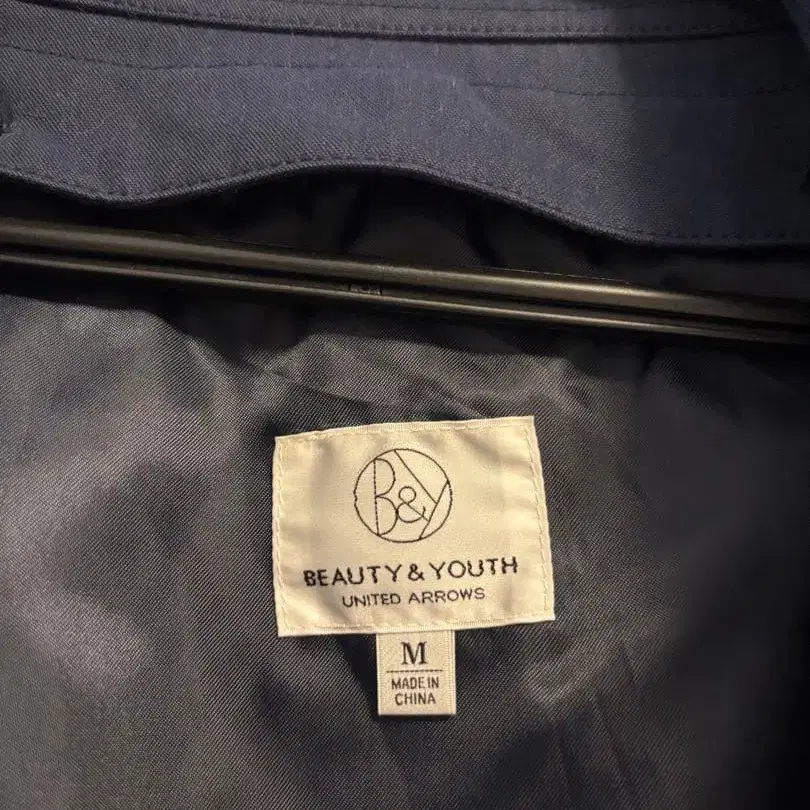 B&Y
BEAUTY & YOUTH
UNITED ARROWS
M
MADE IN
CHINA